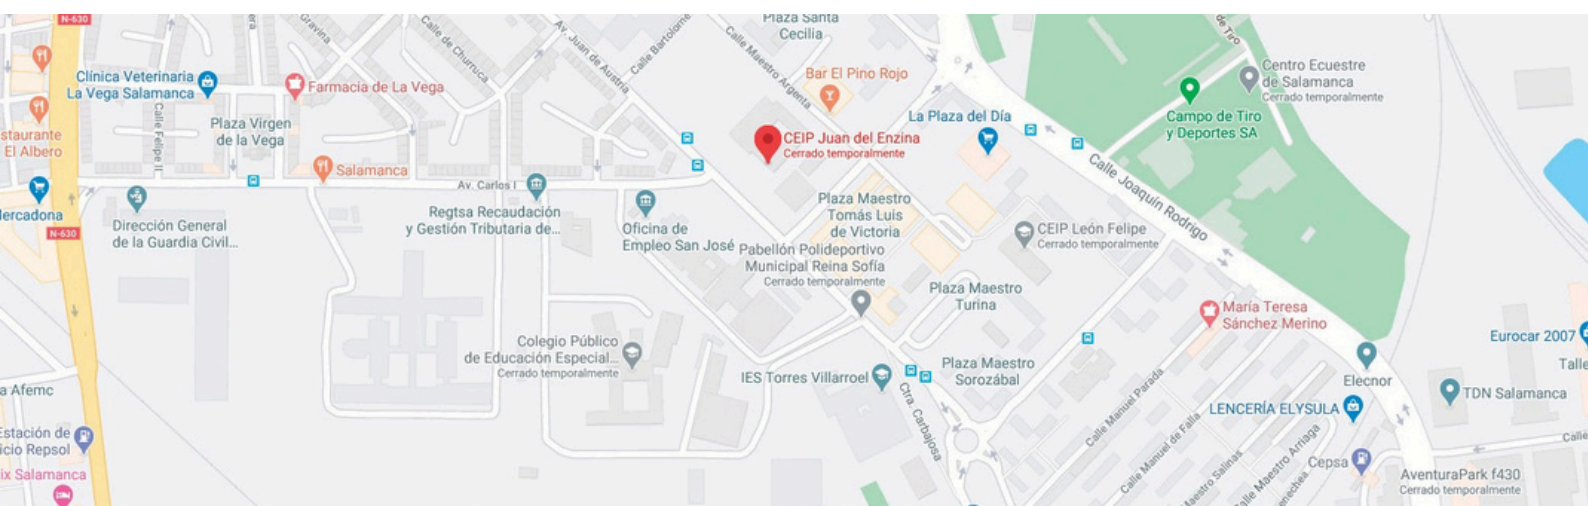 N-630
Gravina
Calle de Churruca
Av. Juan de Austria
Calle Bartolomé
Plaza Santa
Cecilia
Calle Maestro Argenta
de Tiro
Centro Ecuestre
de Salamanca
Cerrado temporalmente
Clínica Veterinaria
La Vega Salamanca
Farmacia de La Vega
Bar El Pino Rojo
La Plaza del Día
Campo de Tiro
y Deportes SA
Calle Felipe II
Plaza Virgen
de la Vega
staurante
El Albero
CEIP Juan del Enzina
Cerrado temporalmente
Salamanca
Av. Carlos I
Calle Joaquín Rodrigo
Mercadona
N-630
Dirección General
de la Guardia Civil...
Regtsa Recaudación
y Gestión Tributaria de...
Oficina de
Empleo San José
Plaza Maestro
Tomás Luis
de Victoria
CEIP León Felipe
Cerrado temporalmente
Pabellón Polideportivo
Municipal Reina Sofía
Cerrado temporalmente
Plaza Maestro
Turina
María Teresa
Sánchez Merino
Eurocar 2007
Talle
Colegio Público
de Educación Especial...
Cerrado temporalmente
IES Torres Villarroel
Plaza Maestro
Sorozábal
Elecnor
TDN Salamanca
a Afemc
Ctra. Carbajosa
Calle Manuel Parada
LENCERÍA ELYSULA
Estación de
icio Repsol
Calle Manuel de Falla
Maestro Salinas
alle Maestro Arriaga
Cepsa
Calle
ix Salamanca
AventuraPark f430
Cerrado temporalmente